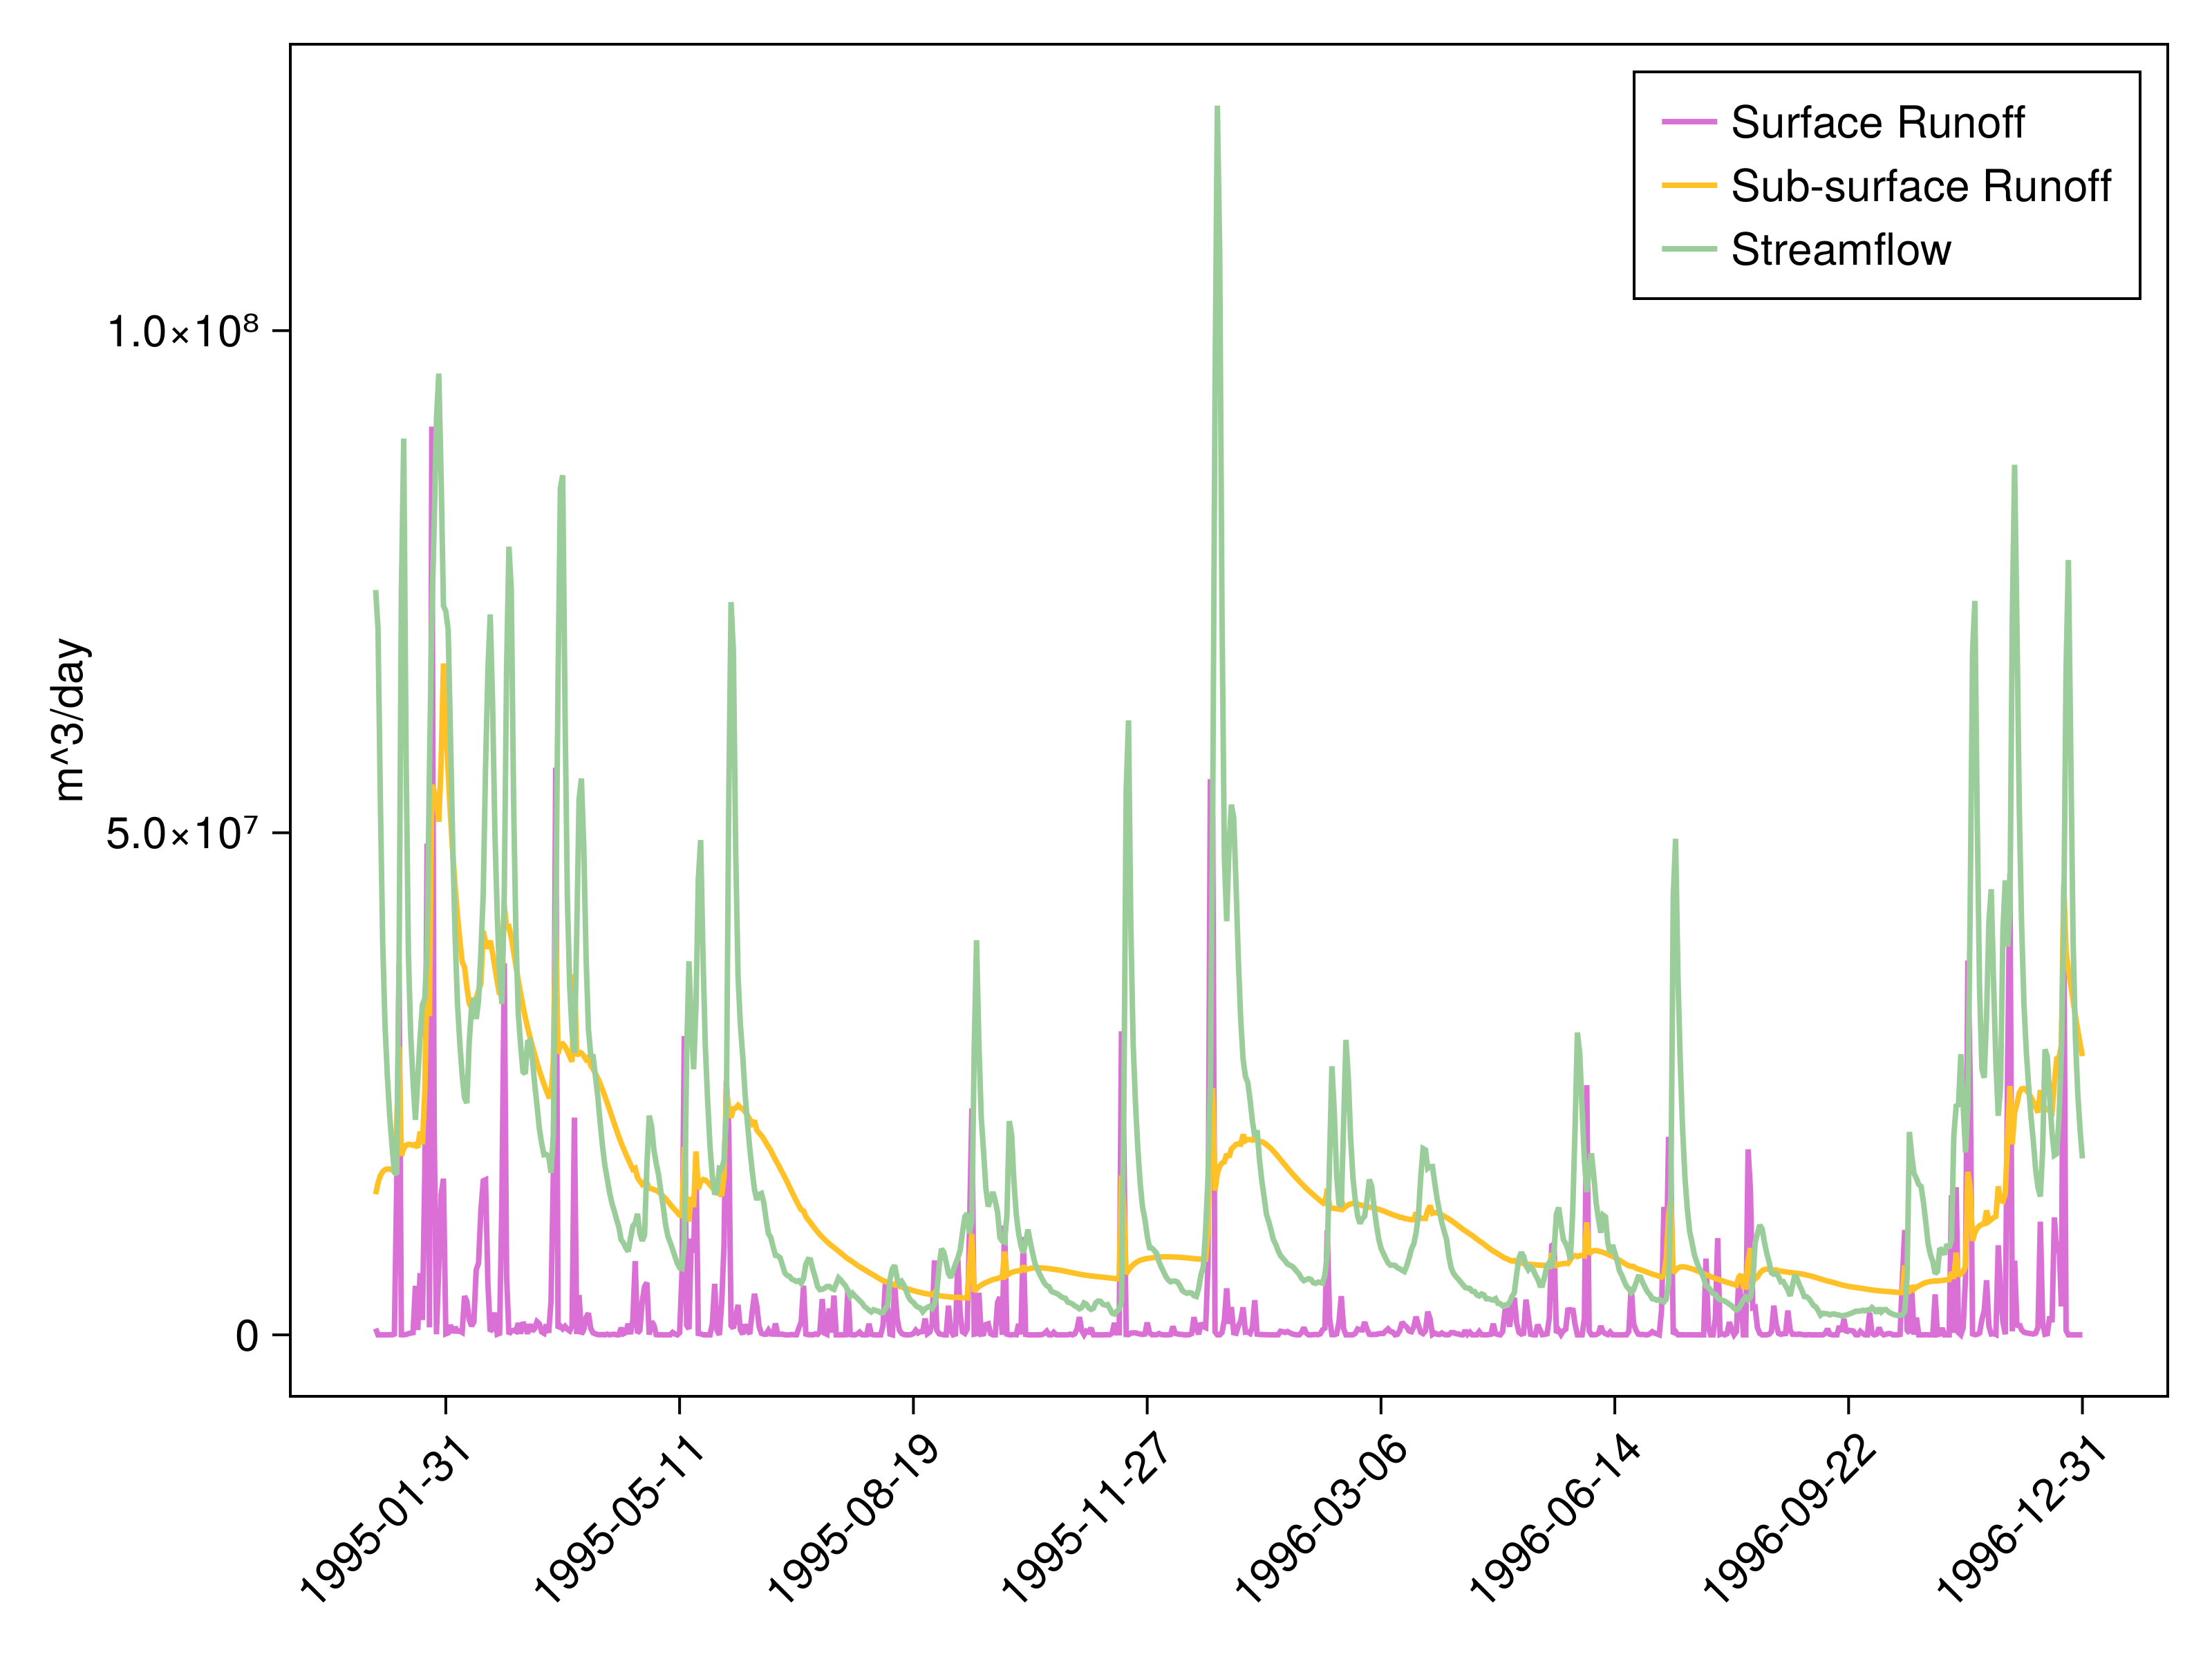 Surface Runoff
Sub-surface Runoff
Streamflow
1.0×10⁸
5.0×10⁷
0
m^3/day
1995-01-31
1995-05-11
1995-08-19
1995-11-27
1996-03-06
1996-06-14
1996-09-22
1996-12-31